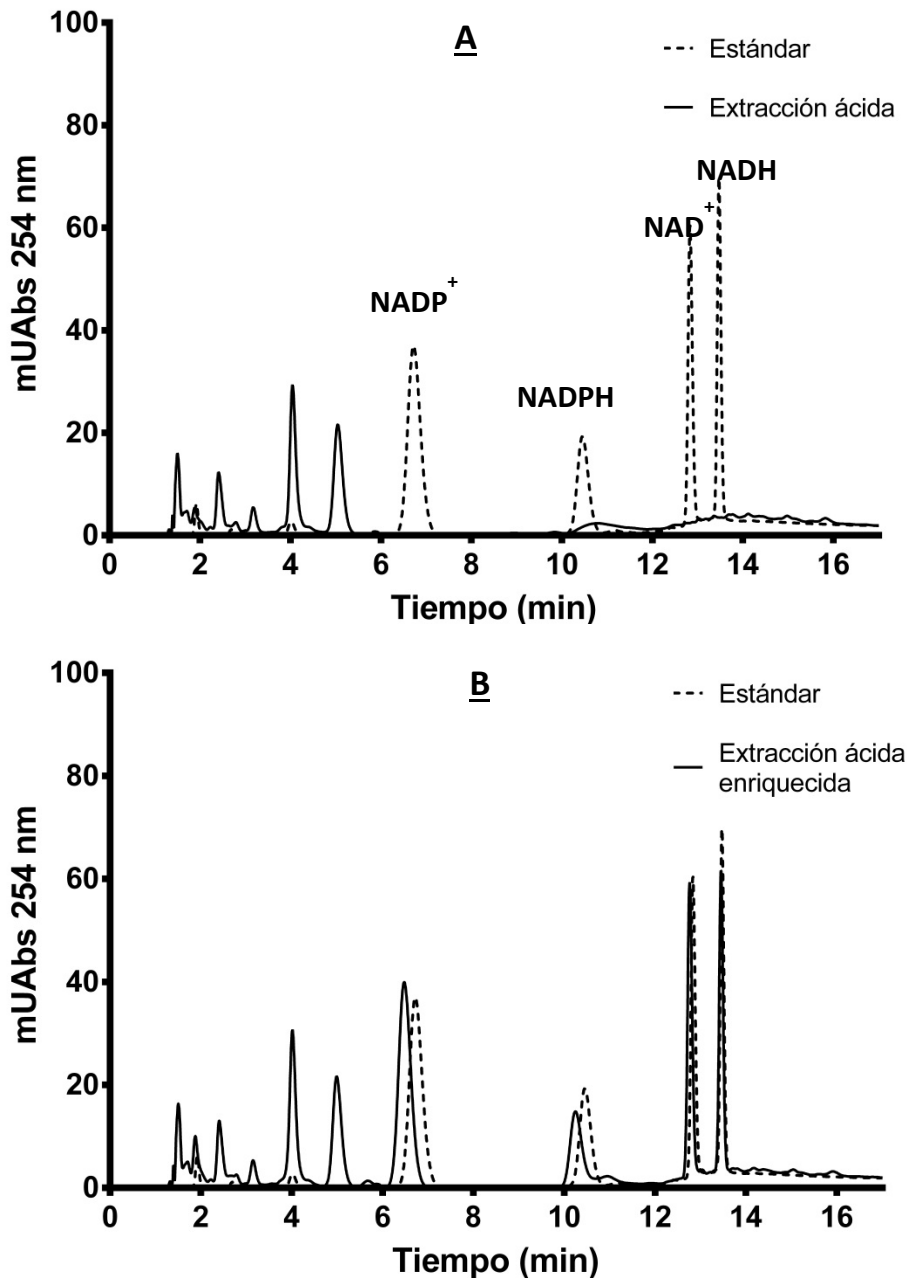 A
Estándar
Extracción ácida
NADH
NAD+
NADP+
NADPH
mUAbs 254 nm
100
80
60
40
20
0
0 2 4 6 8 10 12 14 16
Tiempo (min)
B
Estándar
Extracción ácida
enriquecida
mUAbs 254 nm
100
80
60
40
20
0
0 2 4 6 8 10 12 14 16
Tiempo (min)